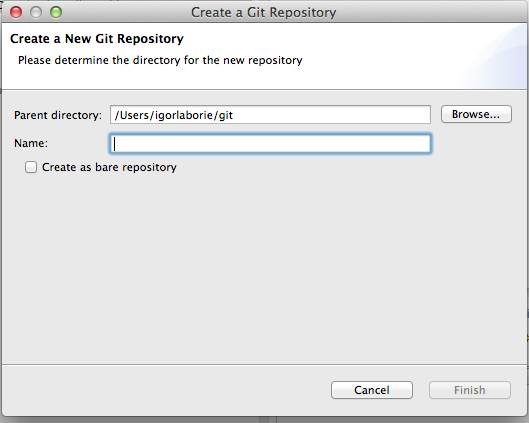 Create a Git Repository
Create a New Git Repository
Please determine the directory for the new repository
Parent directory: /Users/igorlaborie/git Browse...
Name:
Create as bare repository
Cancel Finish